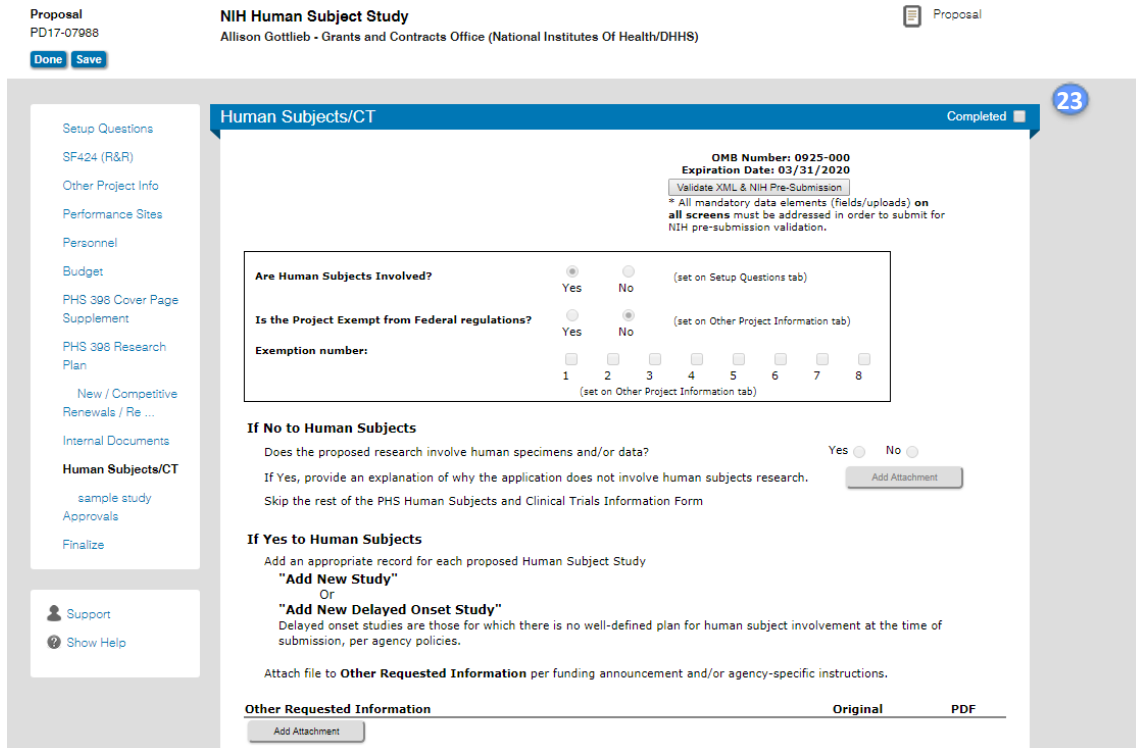 Proposal
PD17-07988
Done Save
NIH Human Subject Study
Allison Gottlieb - Grants and Contracts Office (National Institutes Of Health/DHHS)
Proposal
23
Setup Questions
SF424 (R&R)
Other Project Info
Performance Sites
Personnel
Budget
PHS 398 Cover Page
Supplement
PHS 398 Research
Plan
New / Competitive
Renewals / Re ...
Internal Documents
Human Subjects/CT
sample study
Approvals
Finalize
Support
Show Help
Human Subjects/CT Completed
OMB Number: 0925-000
Expiration Date: 03/31/2020
Validate XML & NIH Pre-Submission
* All mandatory data elements (fields/uploads) on
all screens must be addressed in order to submit for
NIH pre-submission validation.
Are Human Subjects Involved? (set on Setup Questions tab)
Yes No
Is the Project Exempt from Federal regulations? (set on Other Project Information tab)
Yes No
Exemption number:
1 2 3 4 5 6 7 8
(set on Other Project Information tab)
If No to Human Subjects
Does the proposed research involve human specimens and/or data? Yes No
If Yes, provide an explanation of why the application does not involve human subjects research. Add Attachment
Skip the rest of the PHS Human Subjects and Clinical Trials Information Form
If Yes to Human Subjects
Add an appropriate record for each proposed Human Subject Study
"Add New Study"
Or
"Add New Delayed Onset Study"
Delayed onset studies are those for which there is no well-defined plan for human subject involvement at the time of
submission, per agency policies.
Attach file to Other Requested Information per funding announcement and/or agency-specific instructions.
Other Requested Information Original PDF
Add Attachment